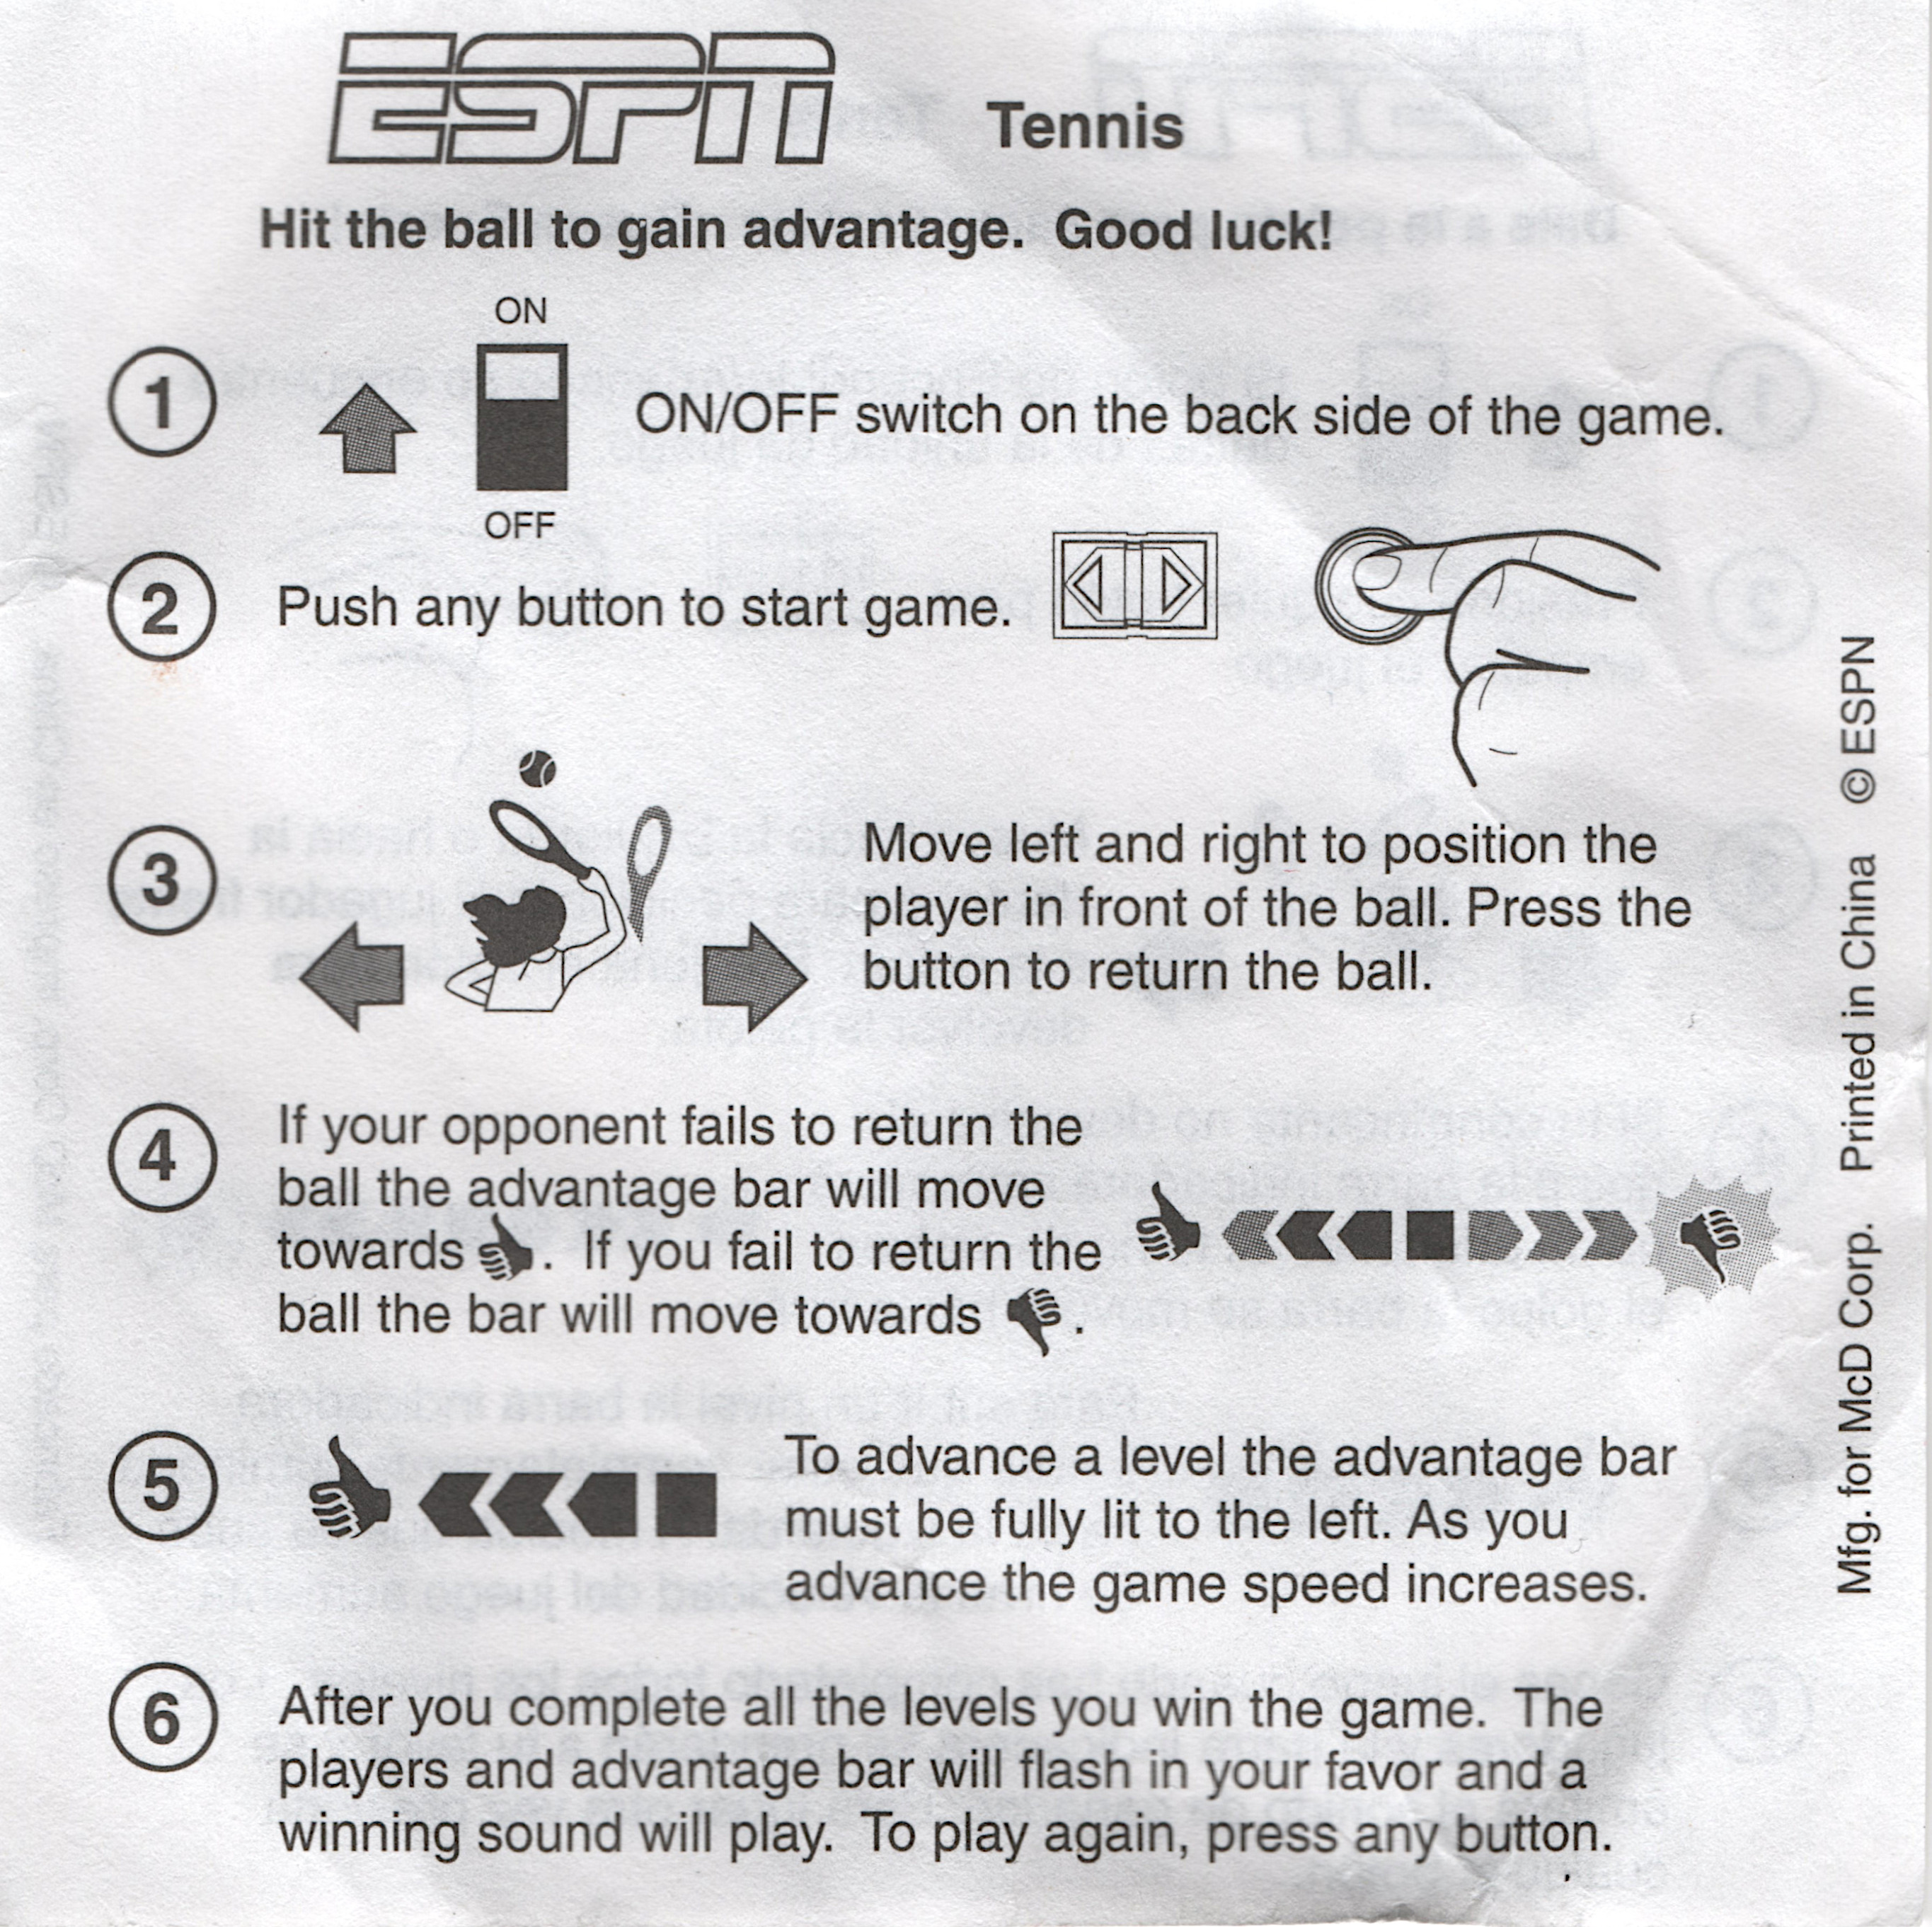 ESPN Tennis
Hit the ball to gain advantage. Good luck!
ON
1 ON/OFF switch on the back side of the game.
OFF
2 Push any button to start game.
3 Move left and right to position the
player in front of the ball. Press the
button to return the ball.
4 If your opponent fails to return the
ball the advantage bar will move
towards . If you fail to return the
ball the bar will move towards .
5 To advance a level the advantage bar
must be fully lit to the left. As you
advance the game speed increases.
6 After you complete all the levels you win the game. The
players and advantage bar will flash in your favor and a
winning sound will play. To play again, press any button.
Mfg. for McD Corp. Printed in China © ESPN